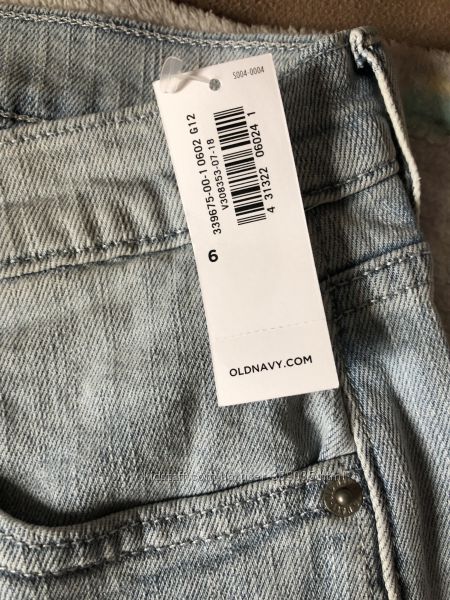 S004-0004
339675-00-1 0602 G12
V308353-07-18
4 31322 06024 1
6
OLDNAVY.COM